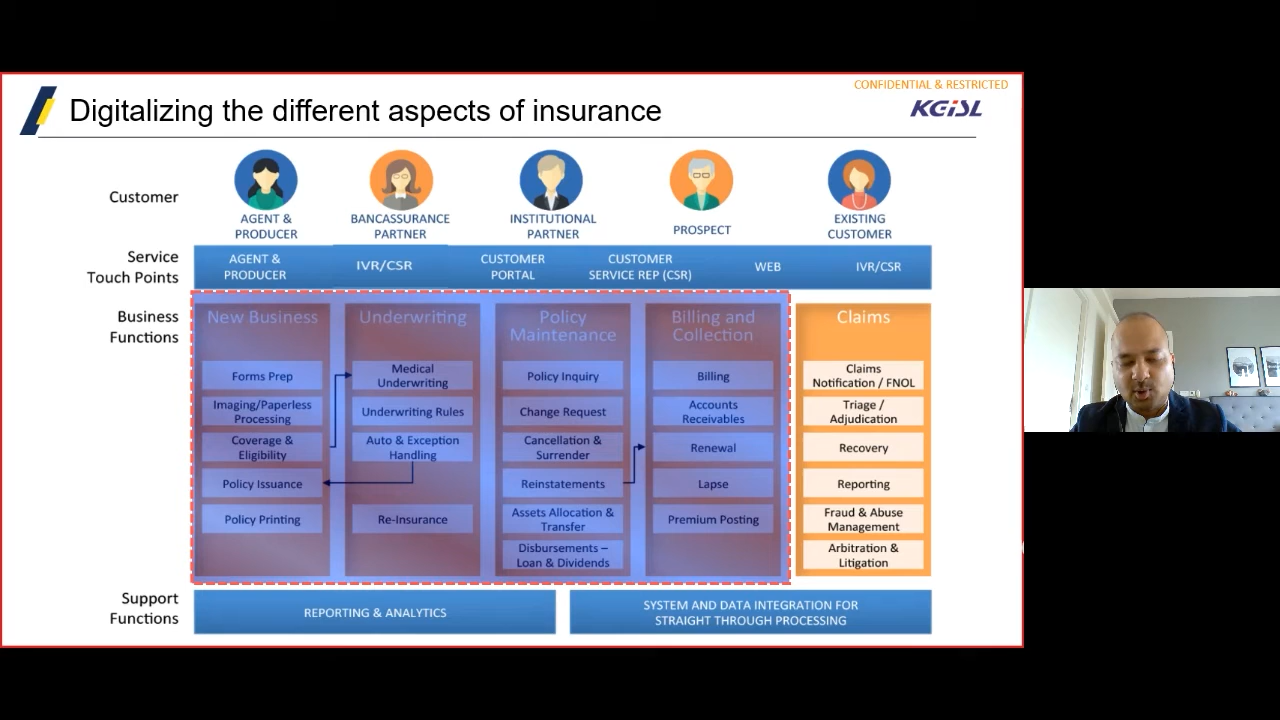 CONFIDENTIAL & RESTRICTED
KGiSL
Digitalizing the different aspects of insurance
Customer
AGENT &
PRODUCER
BANCASSURANCE
PARTNER
INSTITUTIONAL
PARTNER
PROSPECT
EXISTING
CUSTOMER
Service
Touch Points
AGENT &
PRODUCER
IVR/CSR
CUSTOMER
PORTAL
CUSTOMER
SERVICE REP (CSR)
WEB
IVR/CSR
Business
Functions
New Business
Forms Prep
Imaging/Paperless
Processing
Coverage &
Eligibility
Policy Issuance
Policy Printing
Underwriting
Medical
Underwriting
Underwriting Rules
Auto & Exception
Handling
Re-Insurance
Policy
Maintenance
Policy Inquiry
Change Request
Cancellation &
Surrender
Reinstatements
Assets Allocation &
Transfer
Disbursements –
Loan & Dividends
Billing and
Collection
Billing
Accounts
Receivables
Renewal
Lapse
Premium Posting
Claims
Claims
Notification / FNOL
Triage /
Adjudication
Recovery
Reporting
Fraud & Abuse
Management
Arbitration &
Litigation
Support
Functions
REPORTING & ANALYTICS
SYSTEM AND DATA INTEGRATION FOR
STRAIGHT THROUGH PROCESSING